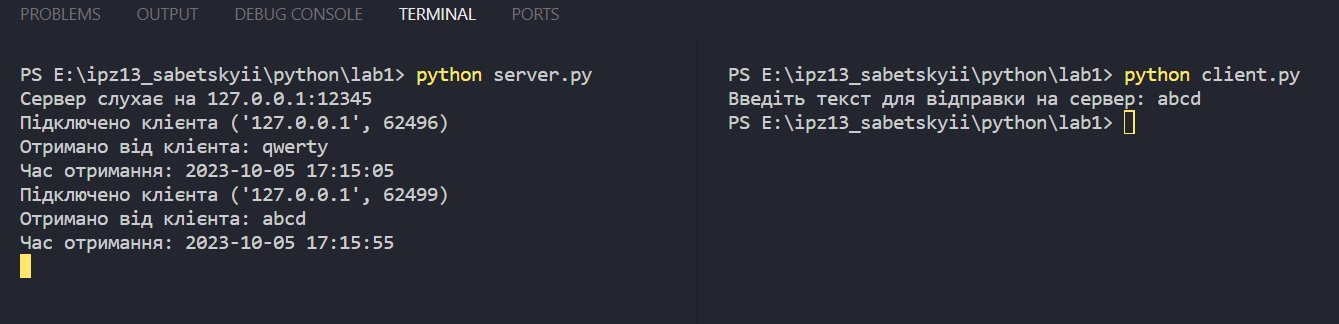 PROBLEMS OUTPUT DEBUG CONSOLE TERMINAL PORTS
PS E:\ipz13_sabetskyii\python\lab1> python server.py
Сервер слухає на 127.0.0.1:12345
Підключено клієнта ('127.0.0.1', 62496)
Отримано від клієнта: qwerty
Час отримання: 2023-10-05 17:15:05
Підключено клієнта ('127.0.0.1', 62499)
Отримано від клієнта: abcd
Час отримання: 2023-10-05 17:15:55
PS E:\ipz13_sabetskyii\python\lab1> python client.py
Введіть текст для відправки на сервер: abcd
PS E:\ipz13_sabetskyii\python\lab1>